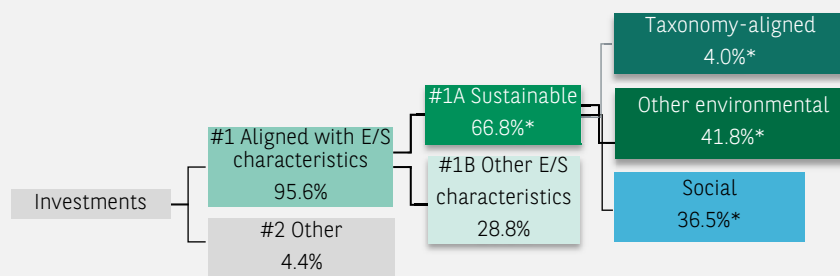 Investments
#1 Aligned with E/S
characteristics
95.6%
#2 Other
4.4%
#1A Sustainable
66.8%*
#1B Other E/S
characteristics
28.8%
Taxonomy-aligned
4.0%*
Other environmental
41.8%*
Social
36.5%*